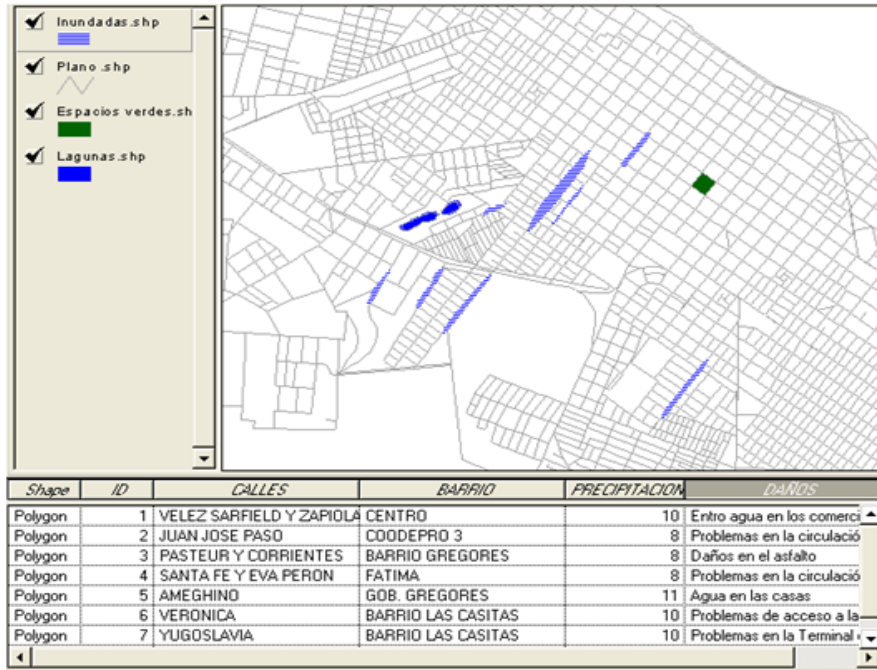 Inundadas.shp
Plano .shp
Espacios verdes.sh
Lagunas.shp
Shape ID CALLES BARRIO PRECIPITACION DAÑOS
Polygon 1 VELEZ SARFIELD Y ZAPIOLA CENTRO 10 Entro agua en los comerci
Polygon 2 JUAN JOSE PASO COODEPRO 3 8 Problemas en la circulació
Polygon 3 PASTEUR Y CORRIENTES BARRIO GREGORES 8 Daños en el asfalto
Polygon 4 SANTA FE Y EVA PERON FATIMA 8 Problemas en la circulació
Polygon 5 AMEGHINO GOB. GREGORES 11 Agua en las casas
Polygon 6 VERONICA BARRIO LAS CASITAS 10 Problemas de acceso a la
Polygon 7 YUGOSLAVIA BARRIO LAS CASITAS 10 Problemas en la Terminal